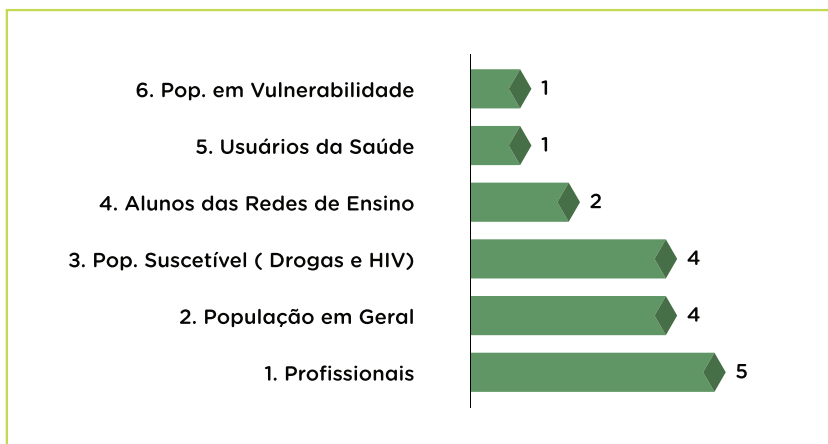 6. Pop. em Vulnerabilidade 1
5. Usuários da Saúde 1
4. Alunos das Redes de Ensino 2
3. Pop. Suscetível ( Drogas e HIV) 4
2. População em Geral 4
1. Profissionais 5